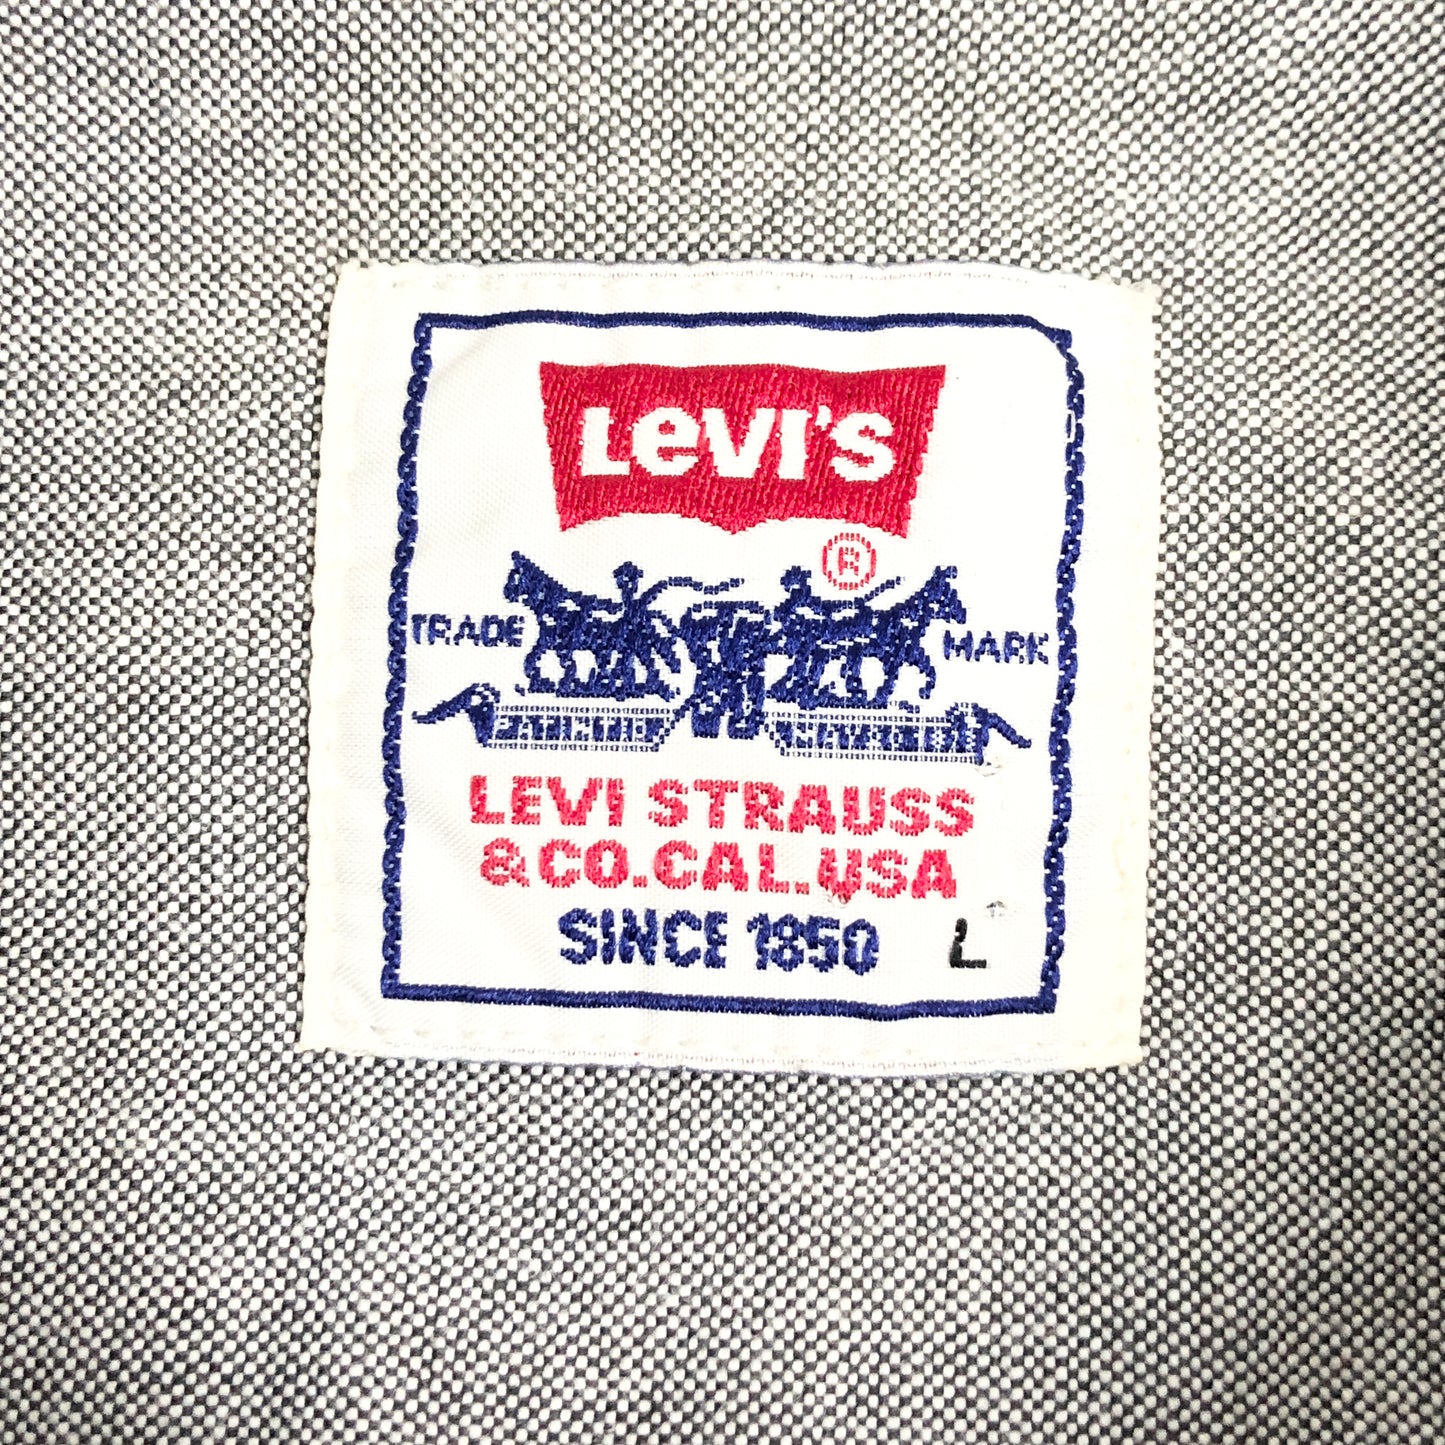 LEVI'S
®
TRADE MARK
LEVI STRAUSS
& CO.CAL.USA
SINCE 1850 L